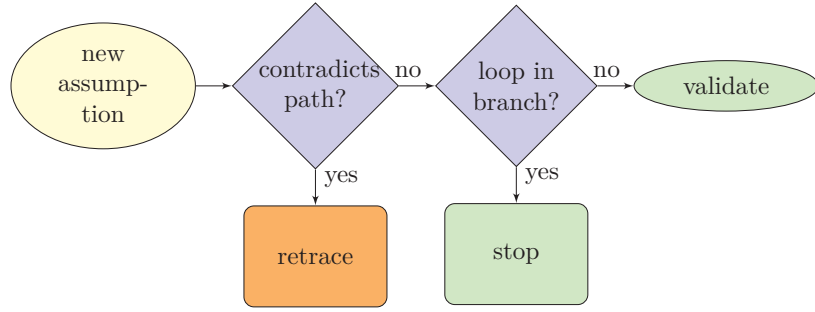 new
assump-
tion
contradicts
path?
no
loop in
branch?
no
validate
yes
yes
retrace
stop